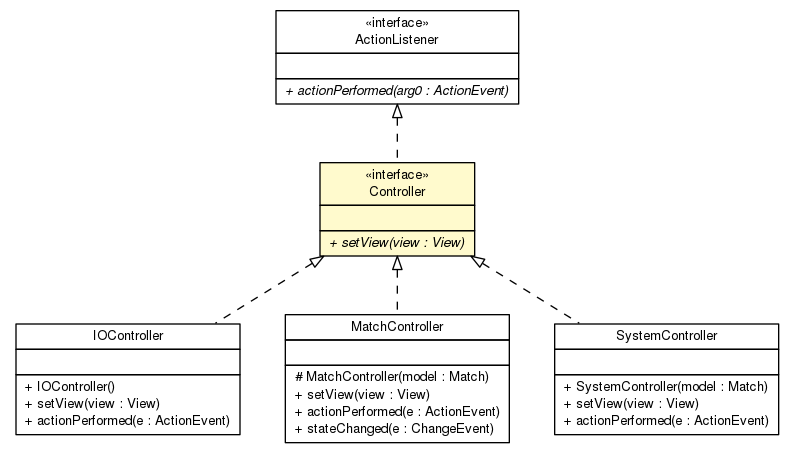 «interface»
ActionListener
+ actionPerformed(arg0 : ActionEvent)
«interface»
Controller
+ setView(view : View)
IOController
+ IOController()
+ setView(view : View)
+ actionPerformed(e : ActionEvent)
MatchController
# MatchController(model : Match)
+ setView(view : View)
+ actionPerformed(e : ActionEvent)
+ stateChanged(e : ChangeEvent)
SystemController
+ SystemController(model : Match)
+ setView(view : View)
+ actionPerformed(e : ActionEvent)